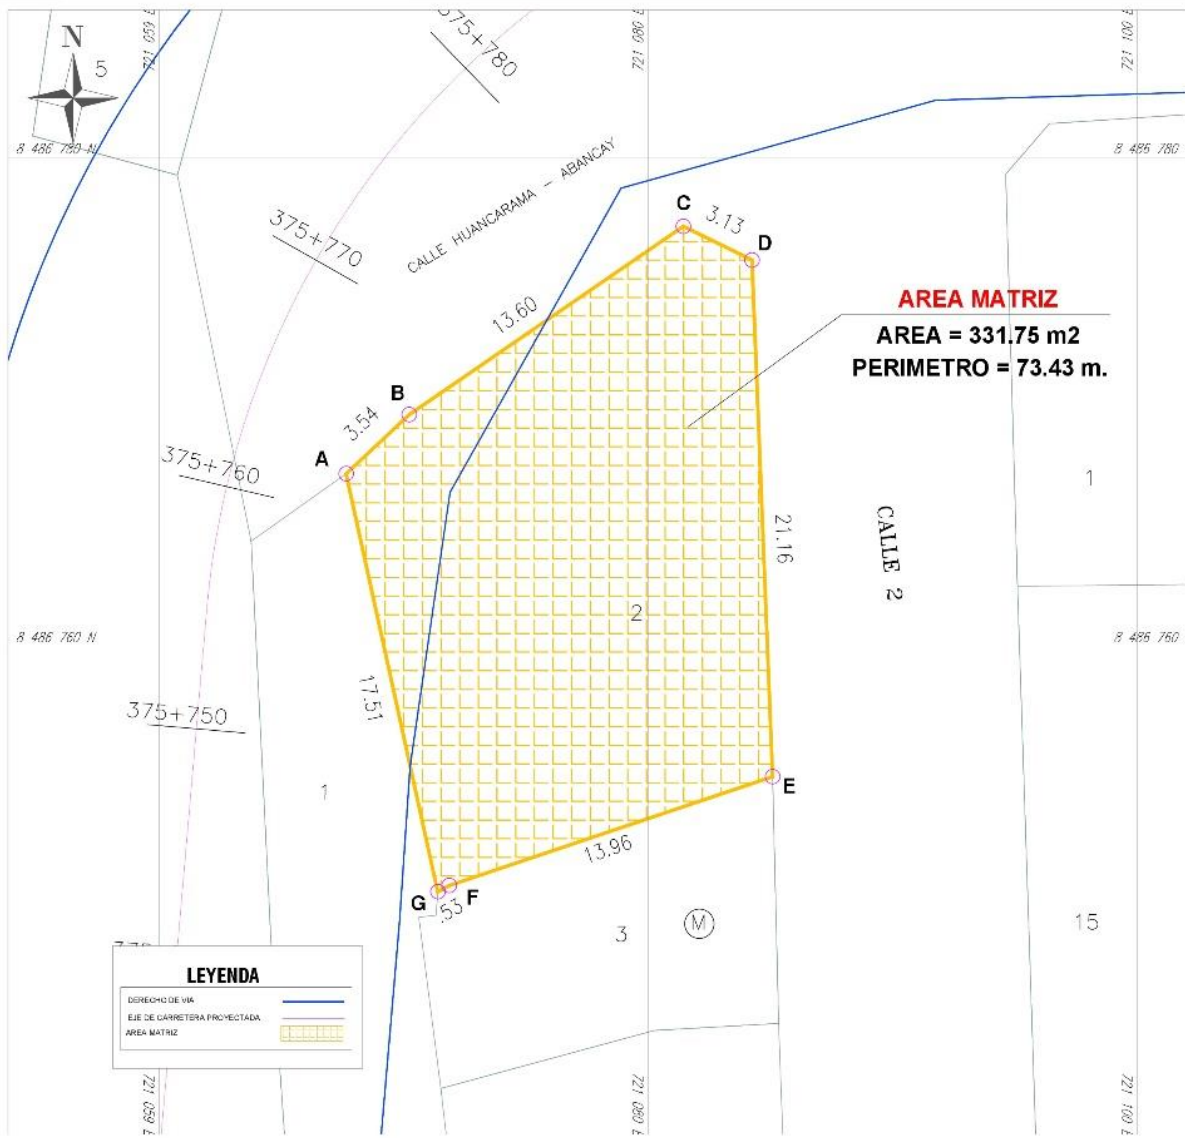 N
5
721 059 E
721 080 E
721 100 E
375+780
8 486 780 N
8 486 780
CALLE HUANCARAMA - ABANCAY
375+770
C
3.13
D
13.60
AREA MATRIZ
AREA = 331.75 m2
PERIMETRO = 73.43 m.
B
3.54
A
375+760
1
21.16
CALLE 2
2
8 486 760 N
8 486 760
17.51
375+750
1
E
13.96
G
.53
F
3
M
15
LEYENDA
DERECHO DE VIA
EJE DE CARRETERA PROYECTADA
AREA MATRIZ
721 059 E
721 080 E
721 100 E